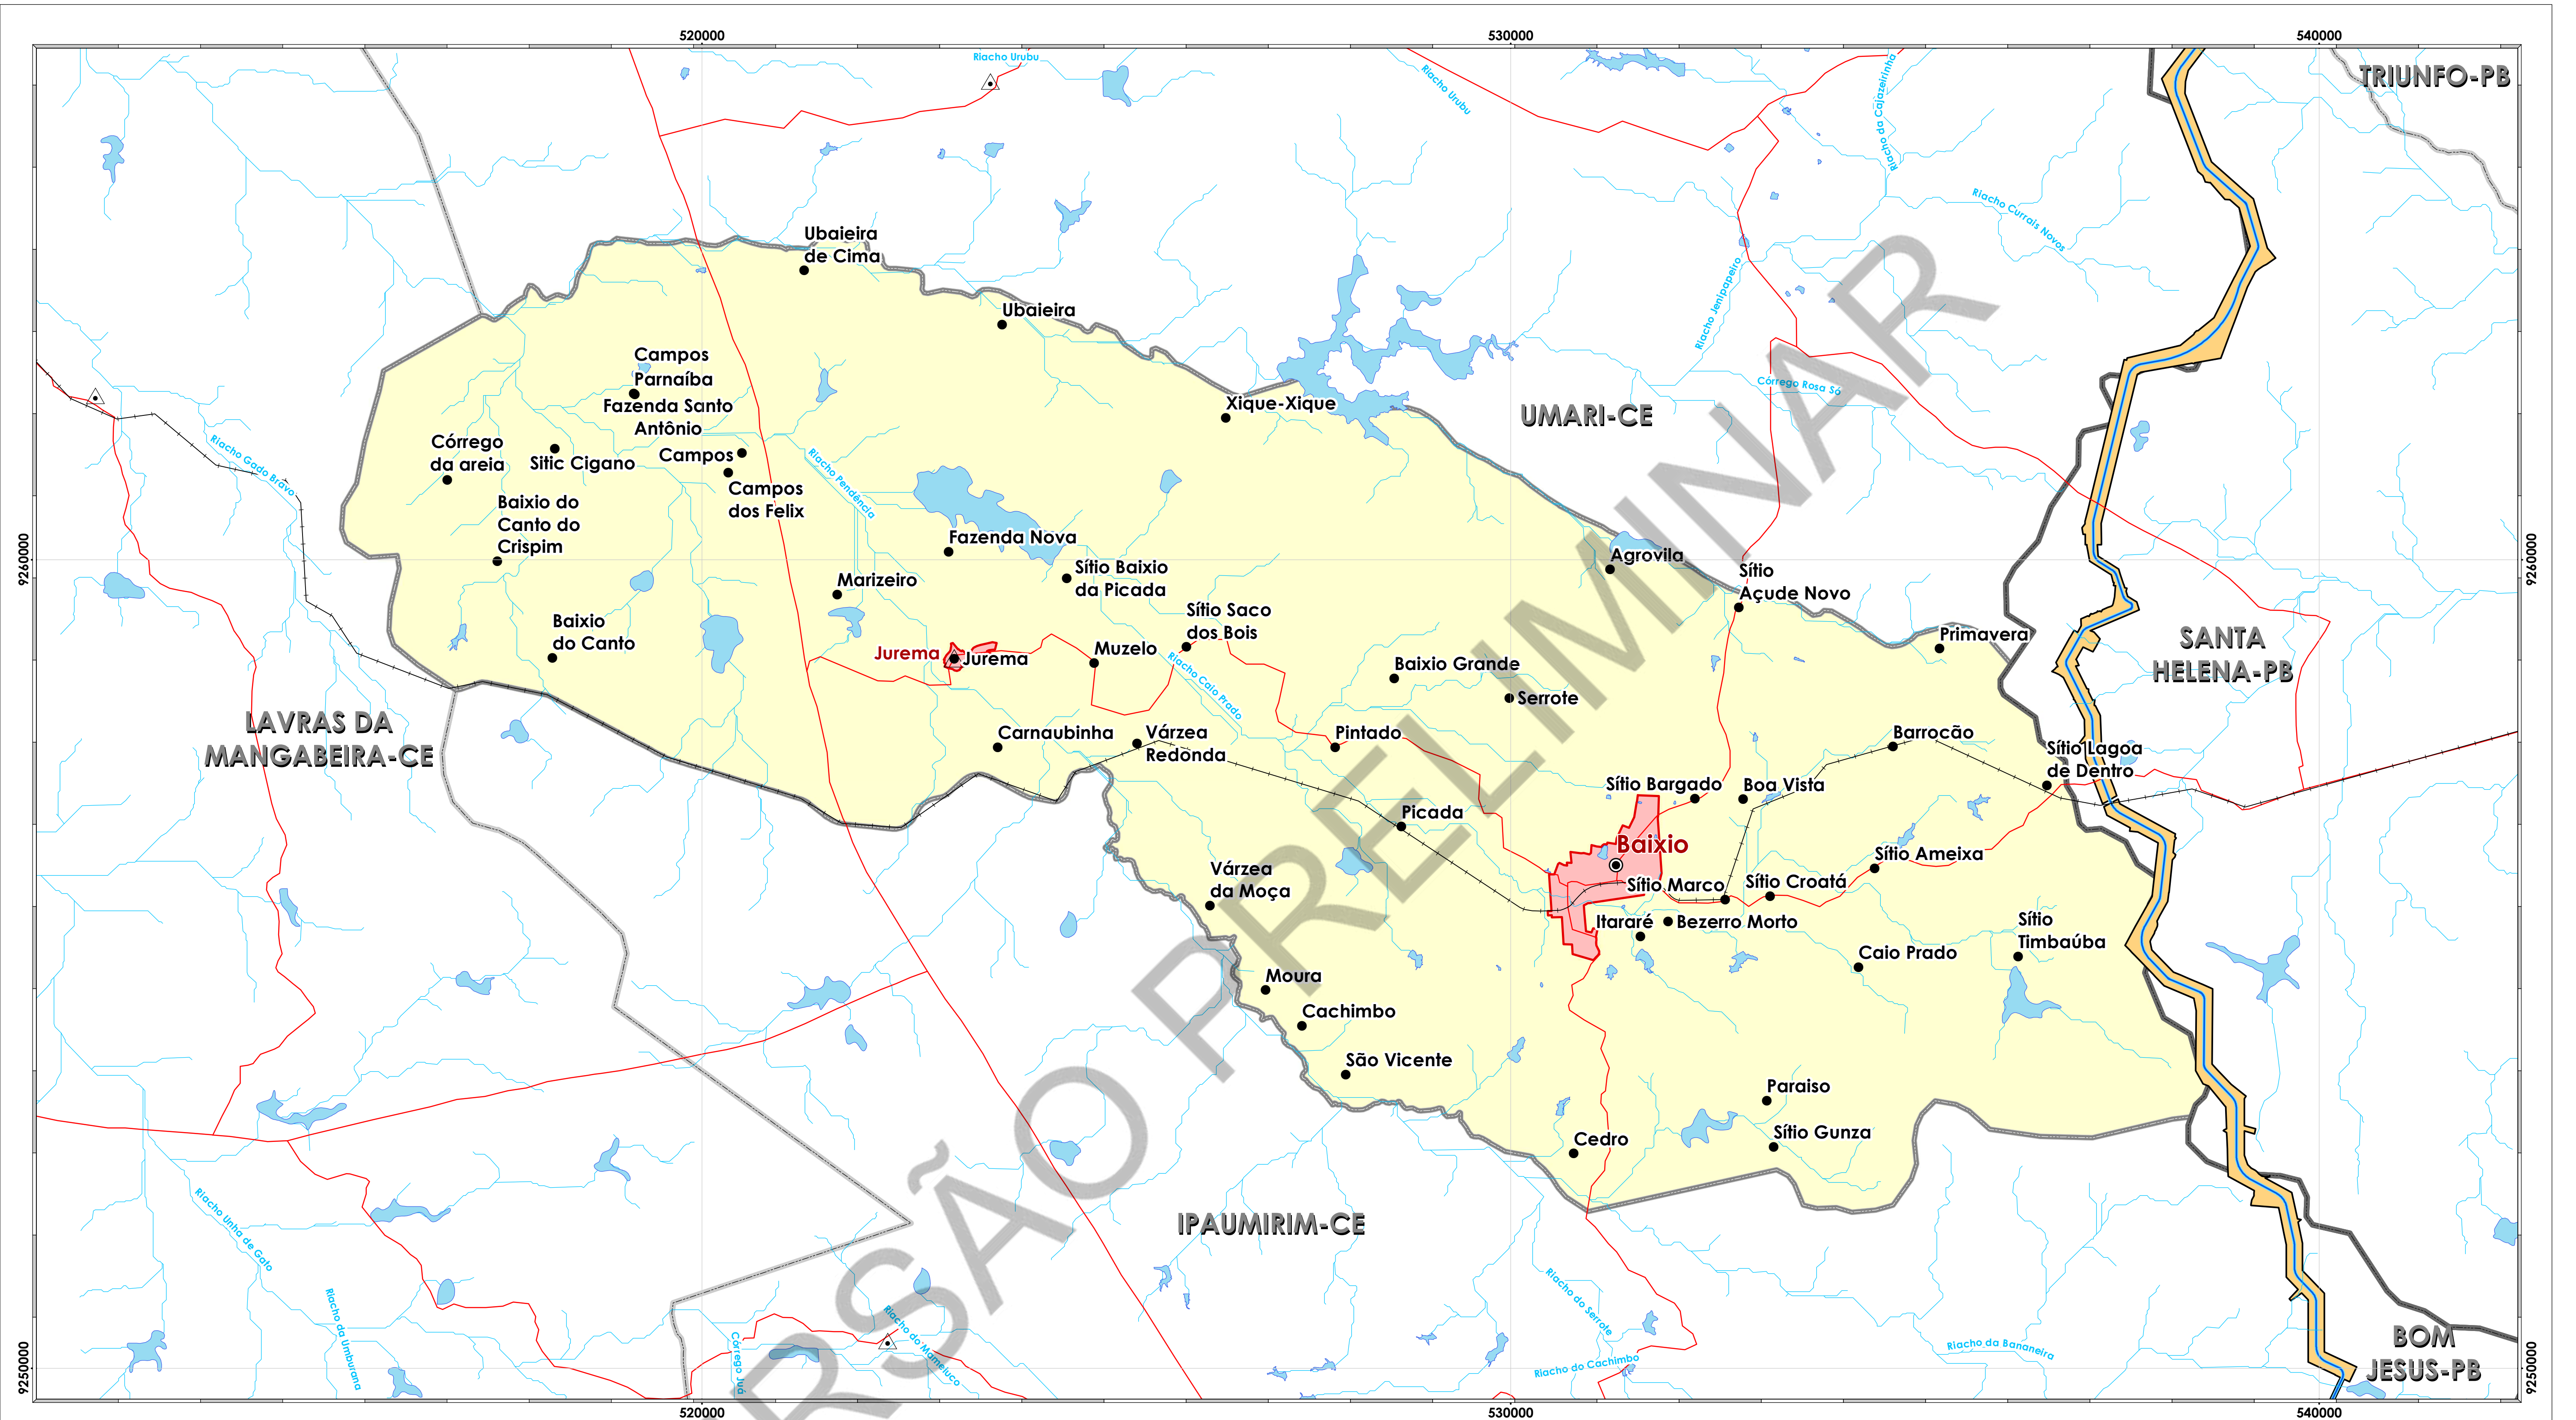 520000
530000
540000
Riacho Urubu
Riacho Urubu
Riacho da Cajazeirinha
TRIUNFO-PB
Riacho Currais Novos
Ubaieira
de Cima
Ubaieira
Riacho Jenipapeiro
Campos
Parnaíba
Fazenda Santo
Antônio
Córrego Rosa Só
Xique-Xique
UMARI-CE
Córrego
da areia
Sitic Cigano
Campos
Riacho Gado Bravo
Riacho Pendência
Campos
dos Felix
Baixio do
Canto do
Crispim
9260000
9260000
Fazenda Nova
Agrovila
Sítio Baixio
da Picada
Marizeiro
Sítio
Açude Novo
Sítio Saco
dos Bois
Baixio
do Canto
Primavera
SANTA
HELENA-PB
Jurema
Jurema
Muzelo
Riacho Caio Prado
Baixio Grande
Serrote
LAVRAS DA
MANGABEIRA-CE
Carnaubinha
Várzea
Redonda
Pintado
Barrocão
Sítio Lagoa
de Dentro
Sítio Bargado
Boa Vista
Picada
Baixio
Sítio Ameixa
Várzea
da Moça
Sítio Marco
Sítio Croatá
Itararé
Bezerro Morto
Sítio
Timbaúba
Caio Prado
Moura
Cachimbo
São Vicente
Paraiso
Cedro
Sítio Gunza
IPAUMIRIM-CE
Riacho Unha de Gato
Riacho da Umburana
Córrego Juá
Riacho do Mameluco
Riacho do Serrote
Riacho do Cachimbo
Riacho da Bananeira
BOM
JESUS-PB
9250000
9250000
520000
530000
540000
RSÃO PRELIMINAR